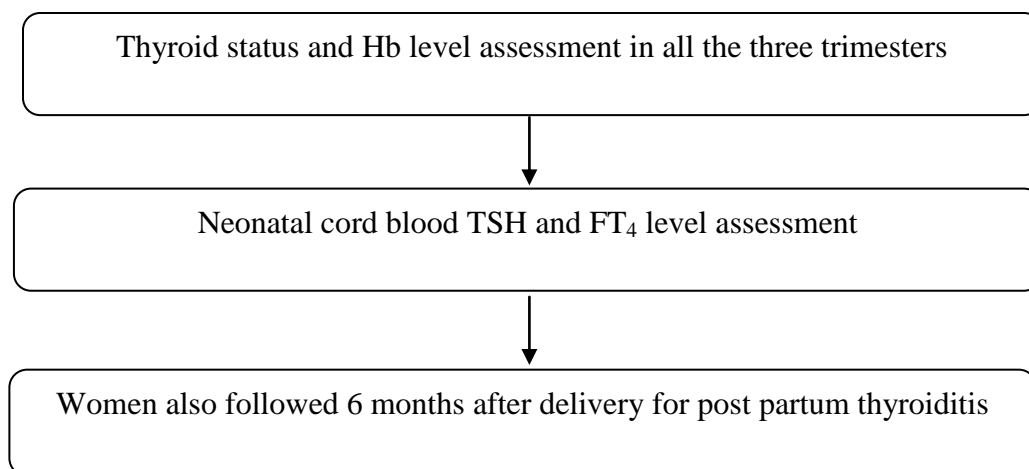 Thyroid status and Hb level assessment in all the three trimesters
Neonatal cord blood TSH and FT₄ level assessment
Women also followed 6 months after delivery for post partum thyroiditis